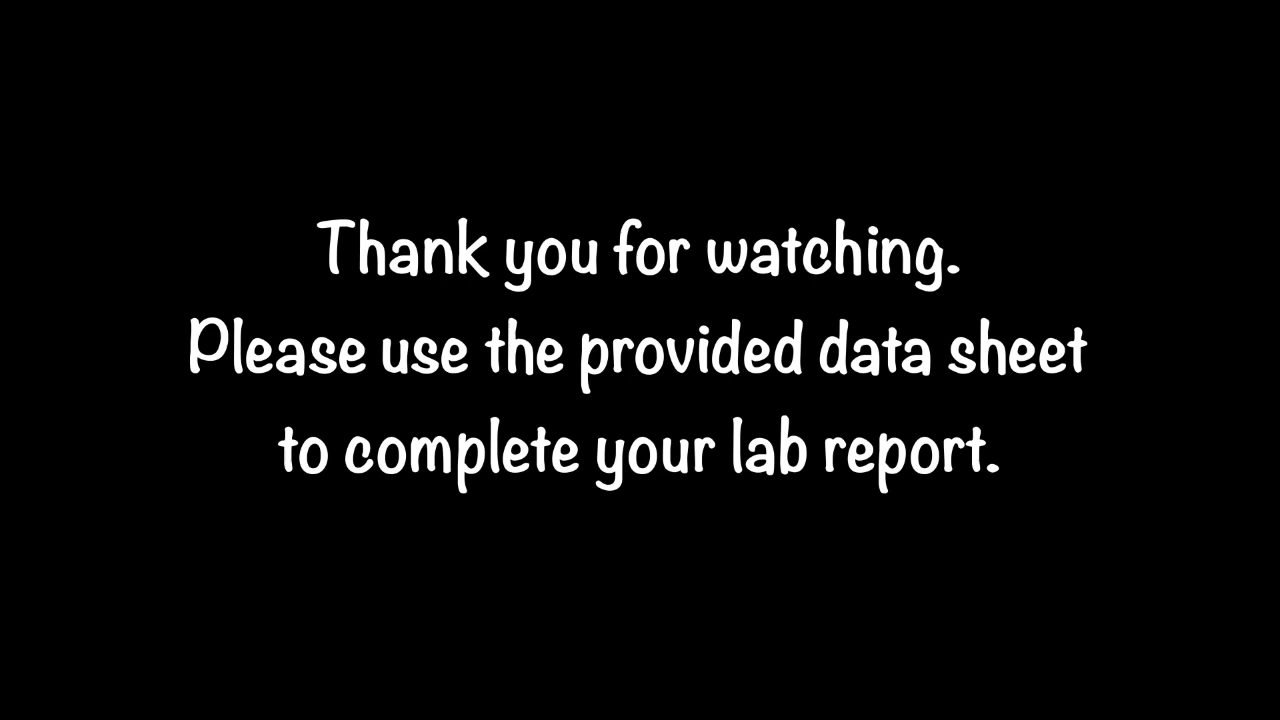 Thank you for watching.
Please use the provided data sheet
to complete your lab report.